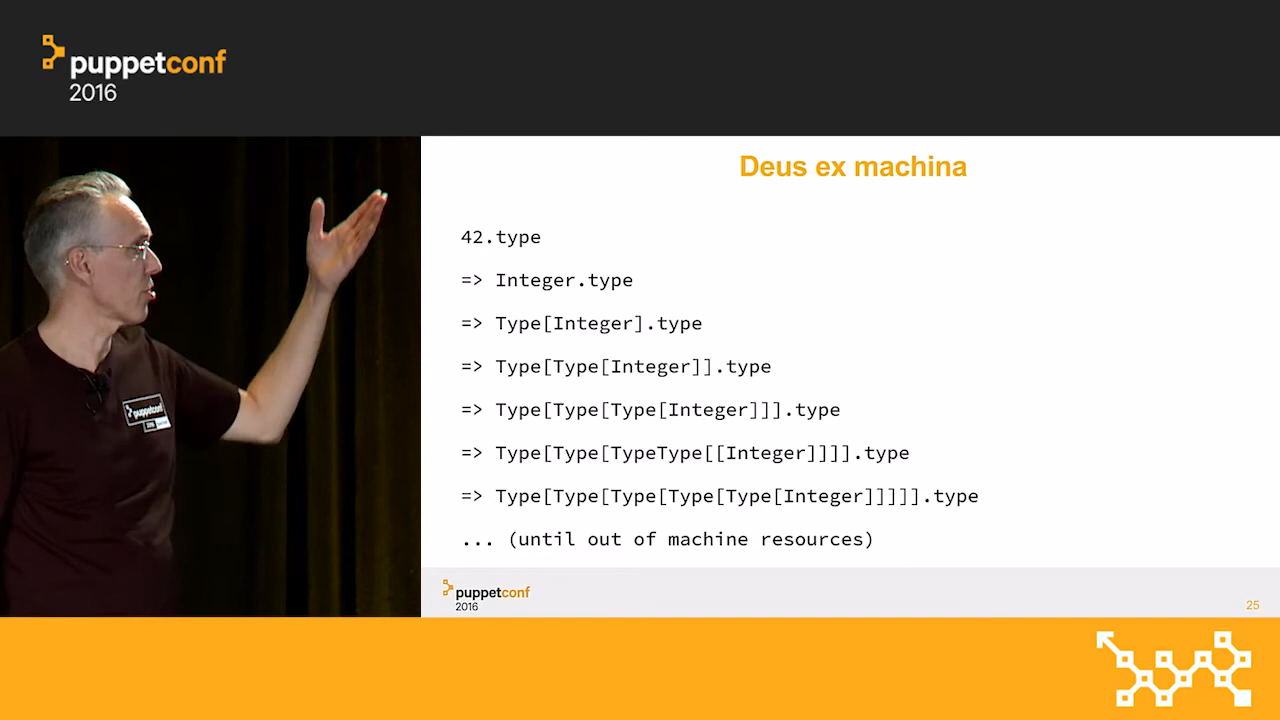 puppetconf
2016
Deus ex machina
42.type
=> Integer.type
=> Type[Integer].type
=> Type[Type[Integer]].type
=> Type[Type[Type[Integer]]].type
=> Type[Type[TypeType[[Integer]]]].type
=> Type[Type[Type[Type[Type[Integer]]]]].type
... (until out of machine resources)
puppetconf
2016
25
puppetconf